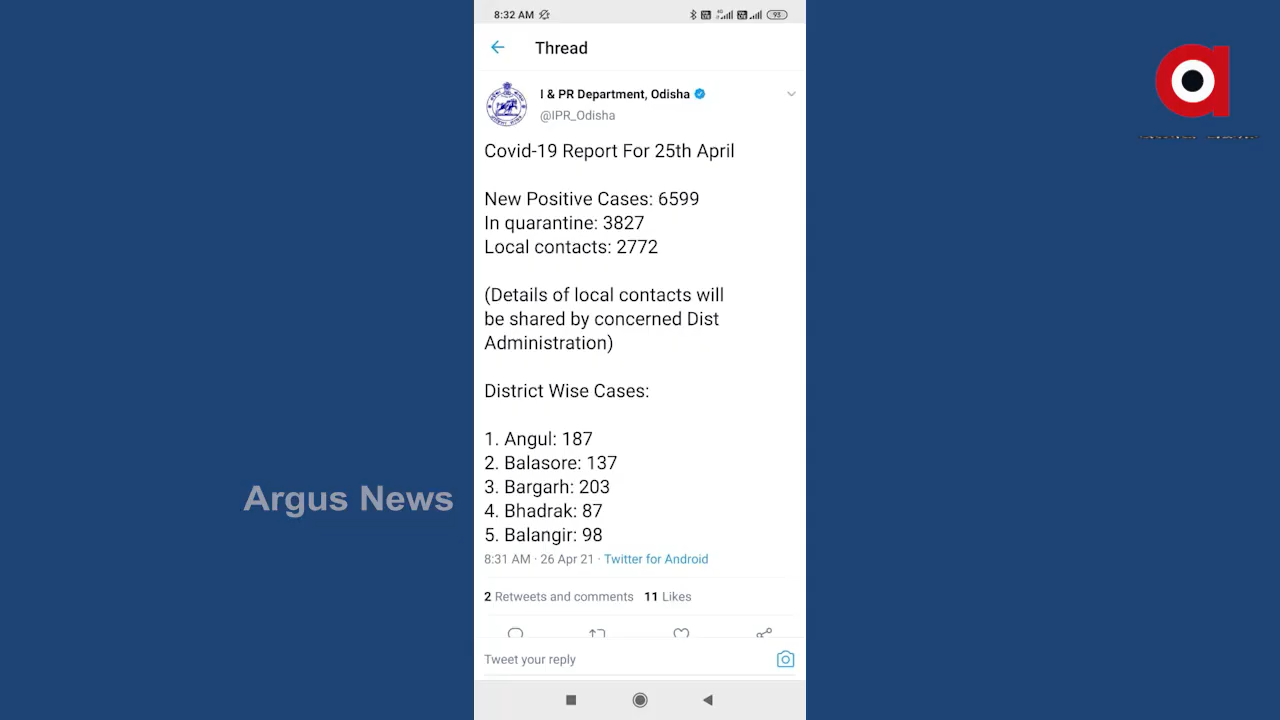 8:32 AM
93
Thread
I & PR Department, Odisha
@IPR_Odisha
Covid-19 Report For 25th April
New Positive Cases: 6599
In quarantine: 3827
Local contacts: 2772
(Details of local contacts will
be shared by concerned Dist
Administration)
District Wise Cases:
1. Angul: 187
2. Balasore: 137
3. Bargarh: 203
4. Bhadrak: 87
5. Balangir: 98
8:31 AM · 26 Apr 21 · Twitter for Android
2 Retweets and comments 11 Likes
Tweet your reply
Argus News